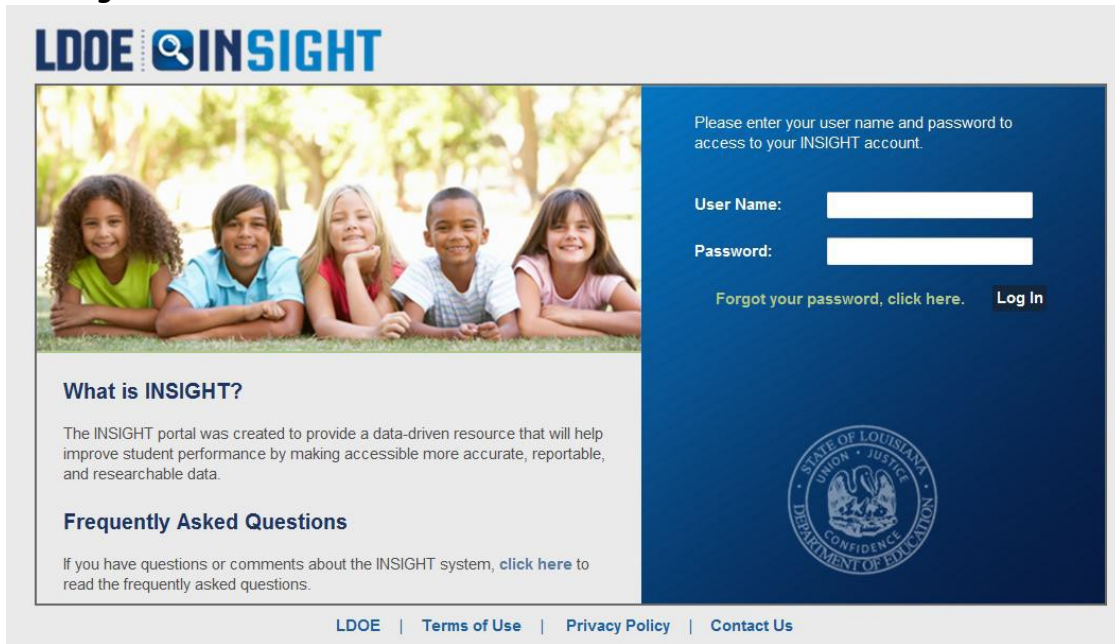 LDOE INSIGHT
Please enter your user name and password to
access to your INSIGHT account.
User Name:
Password:
Forgot your password, click here. Log In
What is INSIGHT?
The INSIGHT portal was created to provide a data-driven resource that will help
improve student performance by making accessible more accurate, reportable,
and researchable data.
Frequently Asked Questions
If you have questions or comments about the INSIGHT system, click here to
read the frequently asked questions.
STATE OF LOUISIANA
UNION · JUSTICE
CONFIDENCE
DEPARTMENT OF EDUCATION
LDOE | Terms of Use | Privacy Policy | Contact Us